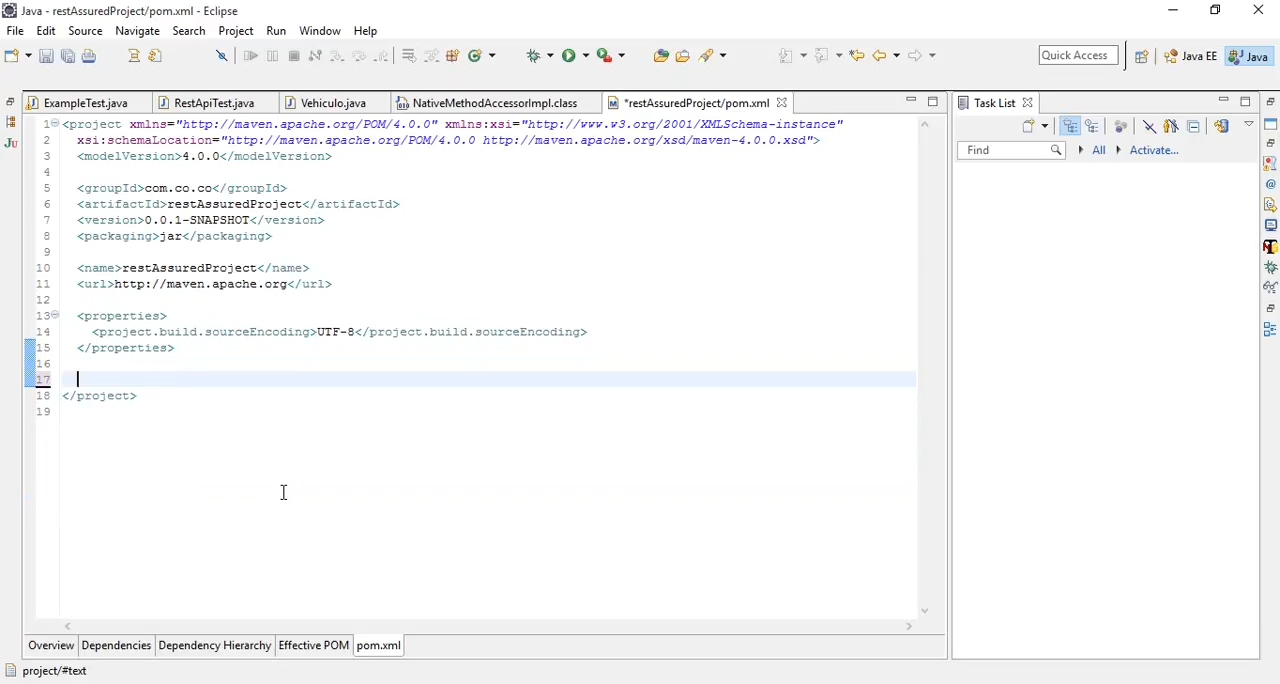 Java - restAssuredProject/pom.xml - Eclipse
File Edit Source Navigate Search Project Run Window Help
Quick Access Java EE Java
ExampleTest.java RestApiTest.java Vehiculo.java NativeMethodAccessorImpl.class *restAssuredProject/pom.xml Task List
1 <project xmlns="http://maven.apache.org/POM/4.0.0" xmlns:xsi="http://www.w3.org/2001/XMLSchema-instance"
2 xsi:schemaLocation="http://maven.apache.org/POM/4.0.0 http://maven.apache.org/xsd/maven-4.0.0.xsd">
3 <modelVersion>4.0.0</modelVersion>
4
5 <groupId>com.co.co</groupId>
6 <artifactId>restAssuredProject</artifactId>
7 <version>0.0.1-SNAPSHOT</version>
8 <packaging>jar</packaging>
9
10 <name>restAssuredProject</name>
11 <url>http://maven.apache.org</url>
12
13 <properties>
14 <project.build.sourceEncoding>UTF-8</project.build.sourceEncoding>
15 </properties>
16
17
18 </project>
19
Find All Activate...
Overview Dependencies Dependency Hierarchy Effective POM pom.xml
project/#text